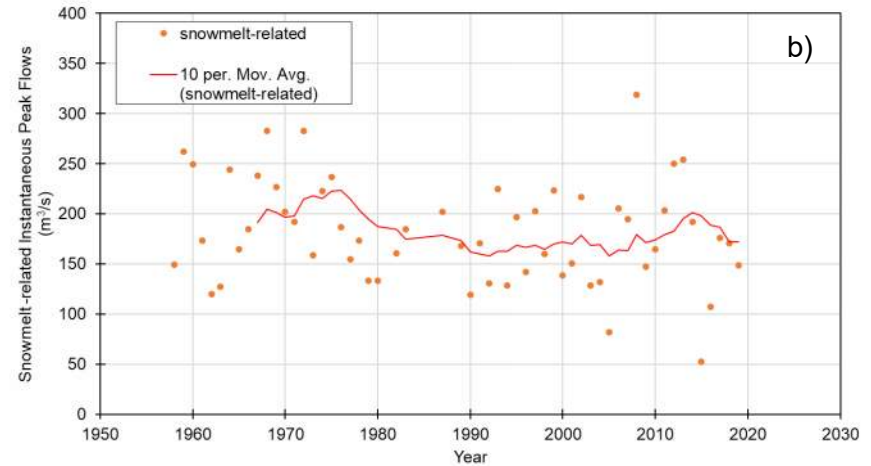 Snowmelt -related Instantaneous Peak Flows
(m³/s)
400
350
300
250
200
150
100
50
0
snowmelt-related
10 per. Mov. Avg.
(snowmelt-related)
b)
1950 1960 1970 1980 1990 2000 2010 2020 2030
Year